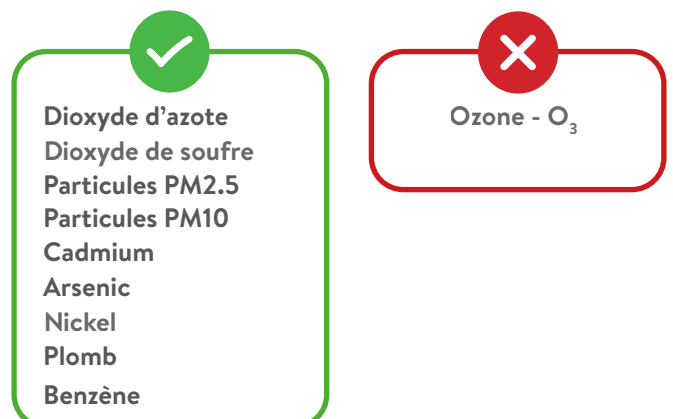 Dioxyde d'azote
Dioxyde de soufre
Particules PM2.5
Particules PM10
Cadmium
Arsenic
Nickel
Plomb
Benzène
Ozone - O₃